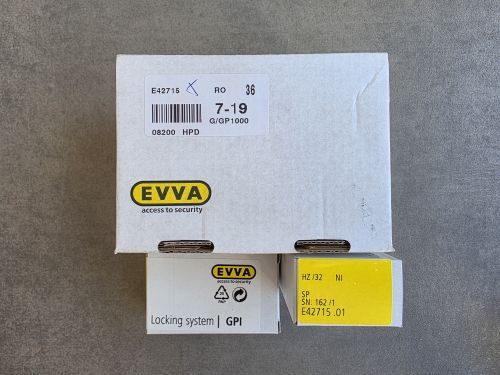 E42715 RO 36
7-19
G/GP1000
08200 HPD
EVVA
access to security
EVVA
access to security
PAP
Locking system | GPI
HZ /32 NI
SP
SN: 162 /1
E42715 .01